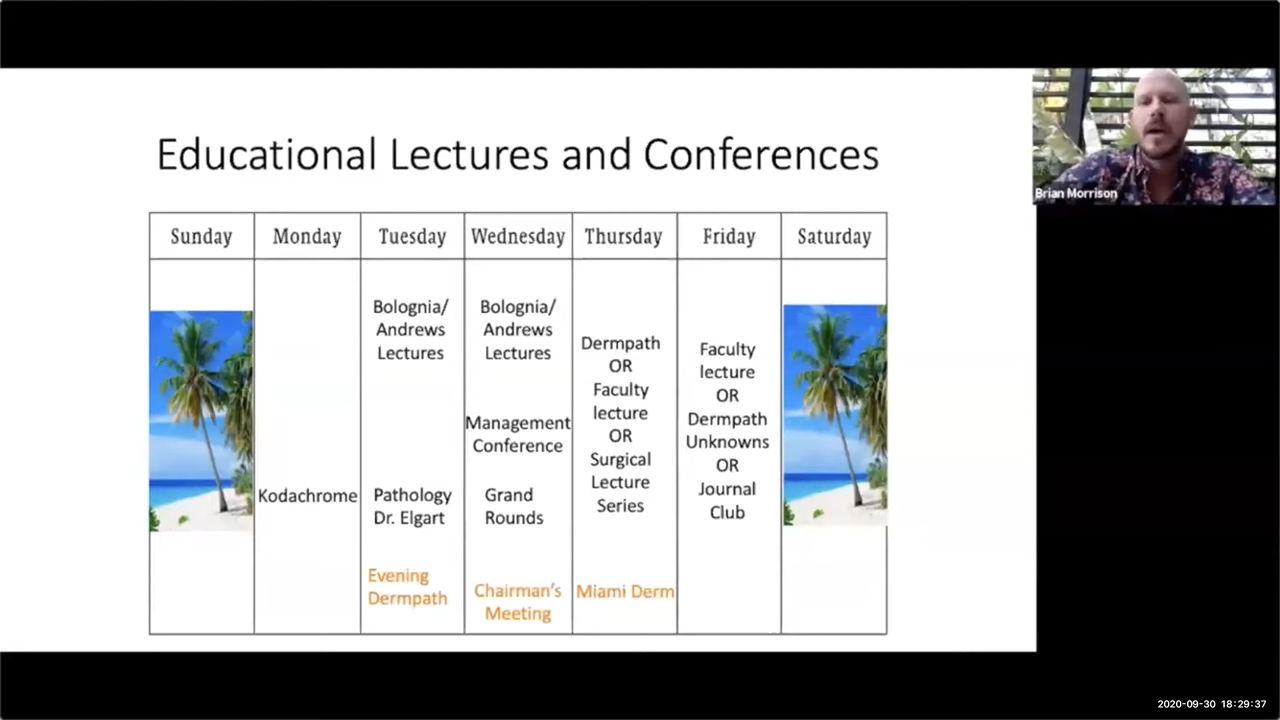 Educational Lectures and Conferences
Brian Morrison
Sunday
Monday
Tuesday
Wednesday
Thursday
Friday
Saturday
Kodachrome
Bolognia/
Andrews
Lectures
Pathology
Dr. Elgart
Evening
Dermpath
Bolognia/
Andrews
Lectures
Management
Conference
Grand
Rounds
Chairman's
Meeting
Dermpath
OR
Faculty
lecture
OR
Surgical
Lecture
Series
Miami Derm
Faculty
lecture
OR
Dermpath
Unknowns
OR
Journal
Club
2020-09-30 18:29:37